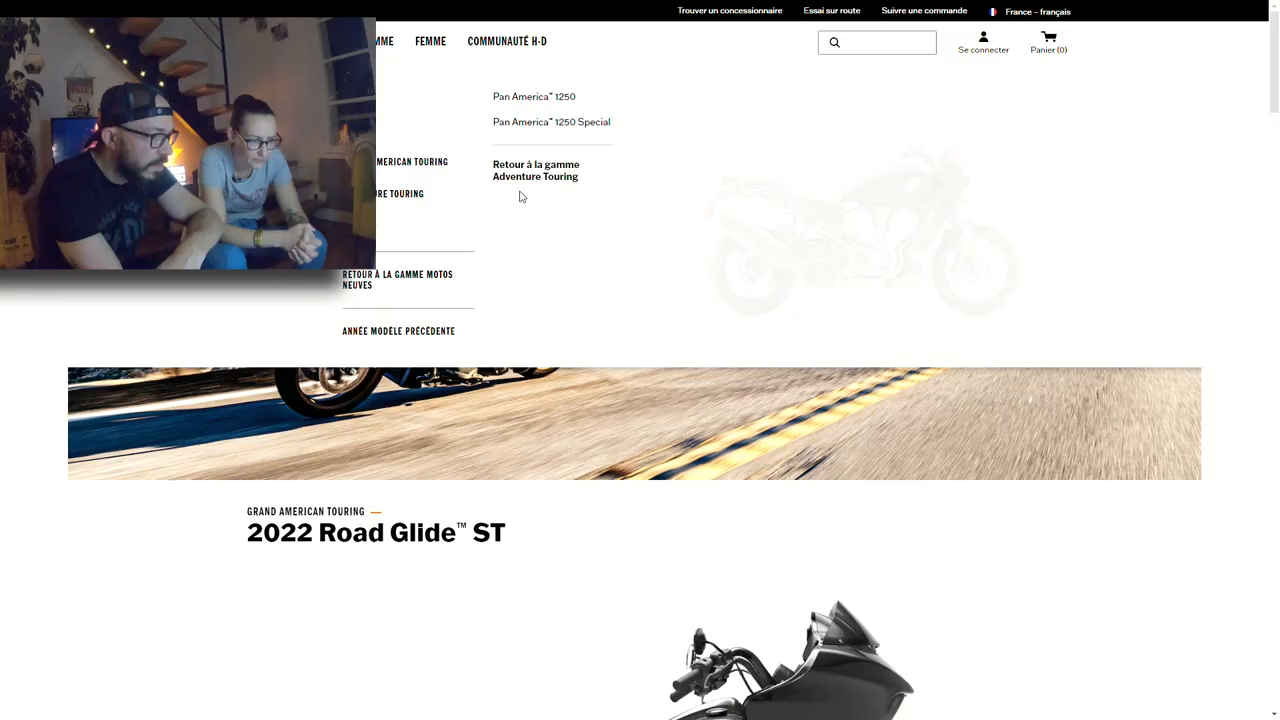 Trouver un concessionnaire
Essai sur route
Suivre une commande
France – français
MME
FEMME
COMMUNAUTÉ H-D
Se connecter
Panier (0)
Pan America™ 1250
Pan America™ 1250 Special
Retour à la gamme
Adventure Touring
MERICAN TOURING
RE TOURING
RETOUR À LA GAMME MOTOS
NEUVES
ANNÉE MODÈLE PRÉCÉDENTE
GRAND AMERICAN TOURING —
2022 Road Glide™ ST